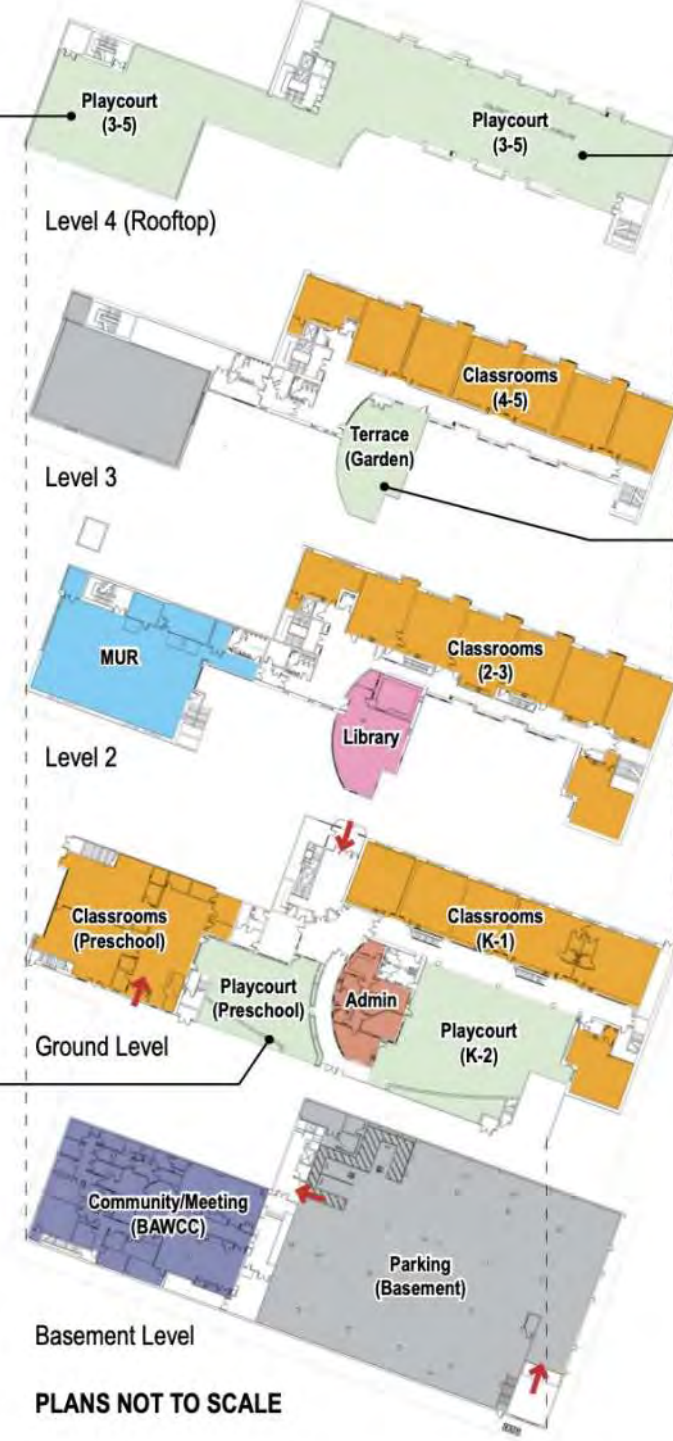 Playcourt
(3-5)
Playcourt
(3-5)
Level 4 (Rooftop)
Classrooms
(4-5)
Terrace
(Garden)
Level 3
MUR
Classrooms
(2-3)
Library
Level 2
Classrooms
(Preschool)
Classrooms
(K-1)
Playcourt
(Preschool)
Admin
Playcourt
(K-2)
Ground Level
Community/Meeting
(BAWCC)
Parking
(Basement)
Basement Level
PLANS NOT TO SCALE